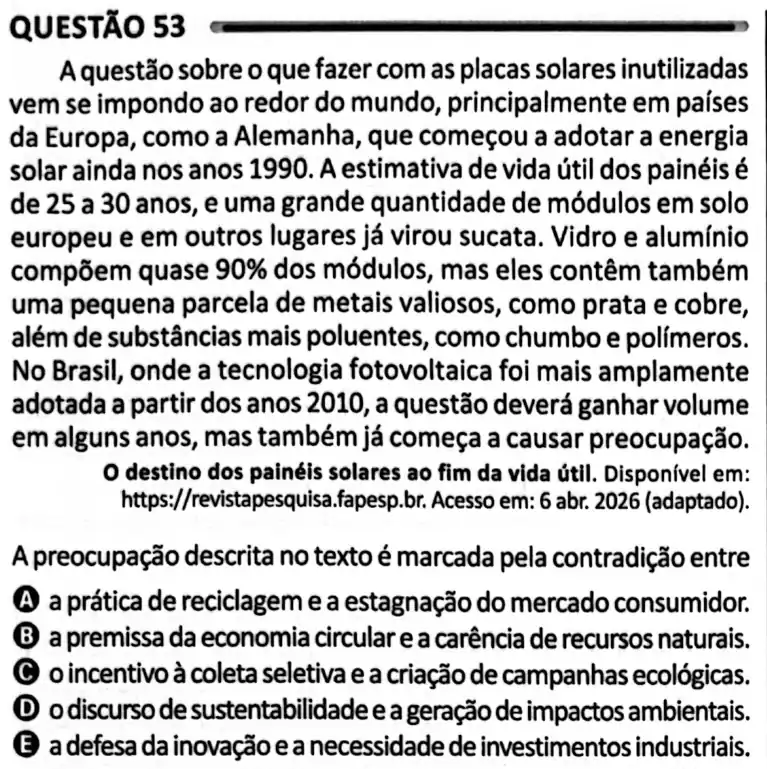 QUESTÃO 53
A questão sobre o que fazer com as placas solares inutilizadas
vem se impondo ao redor do mundo, principalmente em países
da Europa, como a Alemanha, que começou a adotar a energia
solar ainda nos anos 1990. A estimativa de vida útil dos painéis é
de 25 a 30 anos, e uma grande quantidade de módulos em solo
europeu e em outros lugares já virou sucata. Vidro e alumínio
compõem quase 90% dos módulos, mas eles contêm também
uma pequena parcela de metais valiosos, como prata e cobre,
além de substâncias mais poluentes, como chumbo e polímeros.
No Brasil, onde a tecnologia fotovoltaica foi mais amplamente
adotada a partir dos anos 2010, a questão deverá ganhar volume
em alguns anos, mas também já começa a causar preocupação.
O destino dos painéis solares ao fim da vida útil. Disponível em:
https://revistapesquisa.fapesp.br. Acesso em: 6 abr. 2026 (adaptado).
A preocupação descrita no texto é marcada pela contradição entre
A a prática de reciclagem e a estagnação do mercado consumidor.
B a premissa da economia circular e a carência de recursos naturais.
C o incentivo à coleta seletiva e a criação de campanhas ecológicas.
D o discurso de sustentabilidade e a geração de impactos ambientais.
E a defesa da inovação e a necessidade de investimentos industriais.